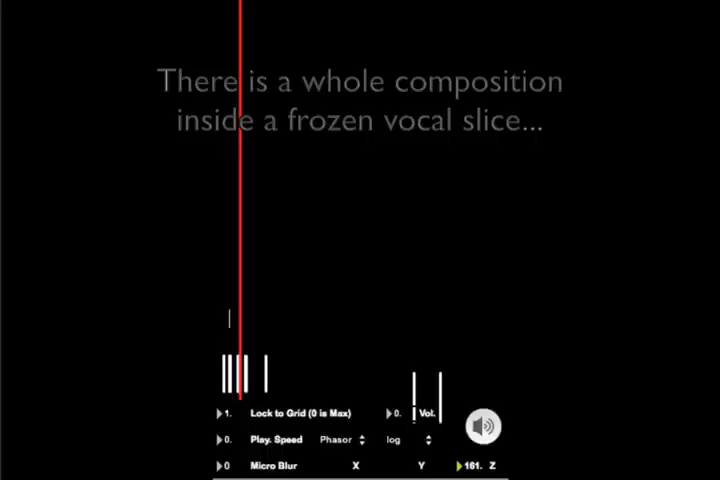 There is a whole composition
inside a frozen vocal slice...
1. Lock to Grid (0 is Max) 0. Vol.
0. Play. Speed Phasor log
0 Micro Blur X Y 161. Z